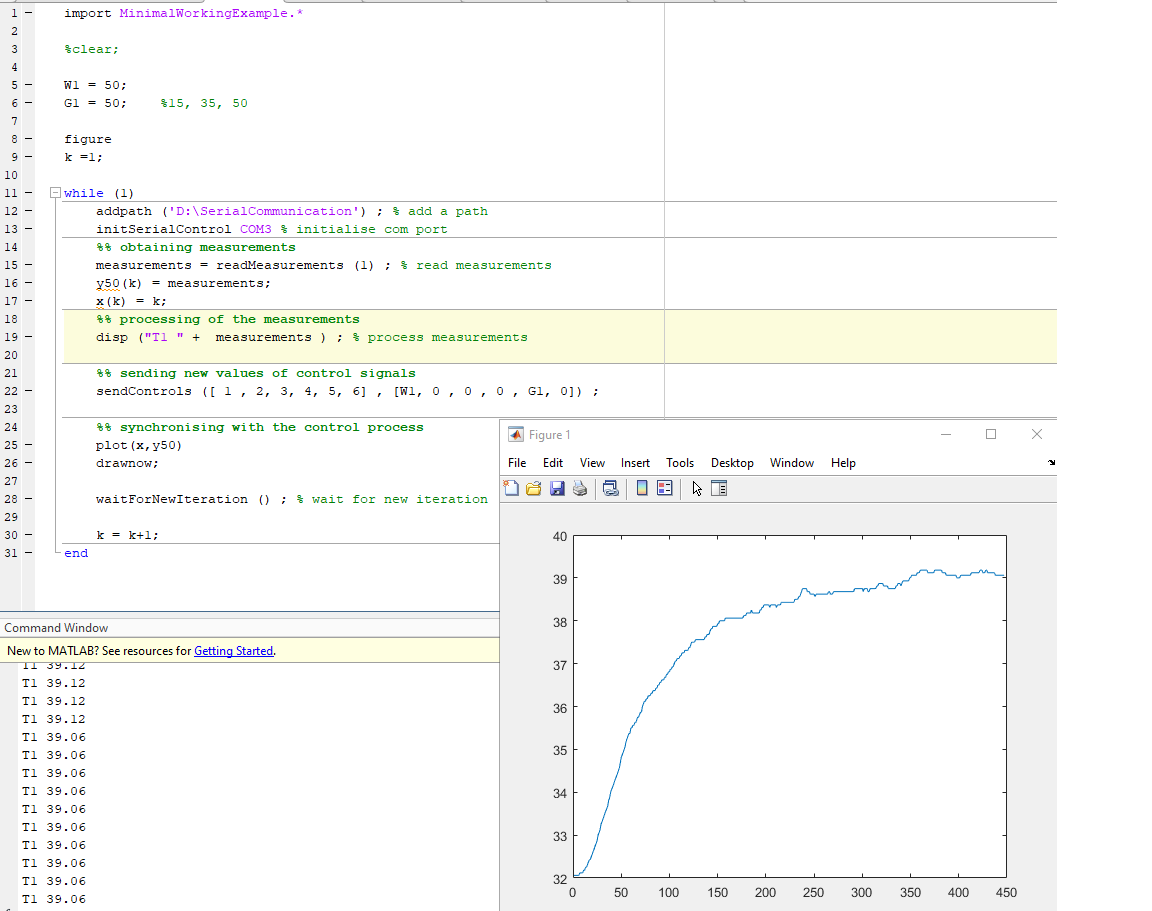 1 – import MinimalWorkingExample.*
2
3 – %clear;
4
5 – W1 = 50;
6 – G1 = 50; %15, 35, 50
7
8 – figure
9 – k =1;
10
11 – while (1)
12 – addpath ('D:\SerialCommunication') ; % add a path
13 – initSerialControl COM3 % initialise com port
14 %% obtaining measurements
15 – measurements = readMeasurements (1) ; % read measurements
16 – y50(k) = measurements;
17 – x(k) = k;
18 %% processing of the measurements
19 – disp ("T1 " + measurements ) ; % process measurements
20
21 %% sending new values of control signals
22 – sendControls ([ 1 , 2, 3, 4, 5, 6] , [W1, 0 , 0 , 0 , G1, 0]) ;
23
24 %% synchronising with the control process
25 – plot(x,y50)
26 – drawnow;
27
28 – waitForNewIteration () ; % wait for new iteration
29
30 – k = k+1;
31 – end
Figure 1
File Edit View Insert Tools Desktop Window Help
40
39
38
37
36
35
34
33
32
0 50 100 150 200 250 300 350 400 450
Command Window
New to MATLAB? See resources for Getting Started.
T1 39.12
T1 39.12
T1 39.12
T1 39.12
T1 39.06
T1 39.06
T1 39.06
T1 39.06
T1 39.06
T1 39.06
T1 39.06
T1 39.06
T1 39.06
T1 39.06